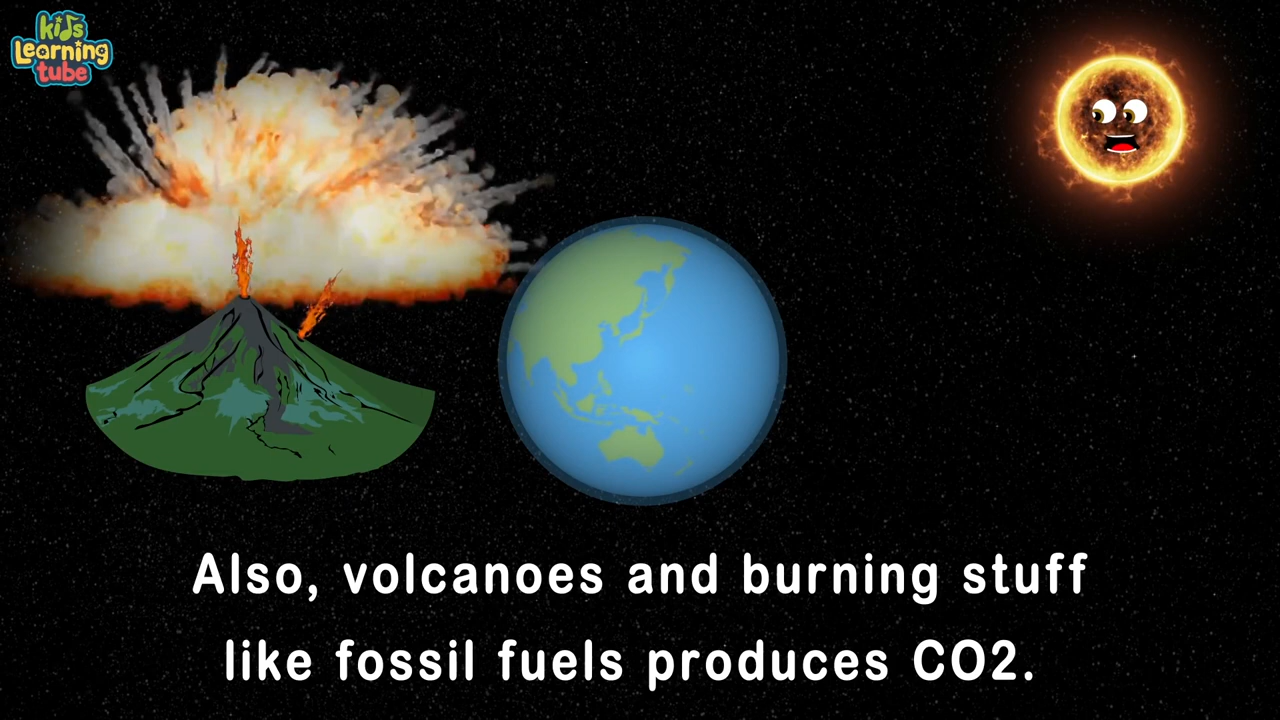 kids
Learning
tube
Also, volcanoes and burning stuff
like fossil fuels produces CO2.